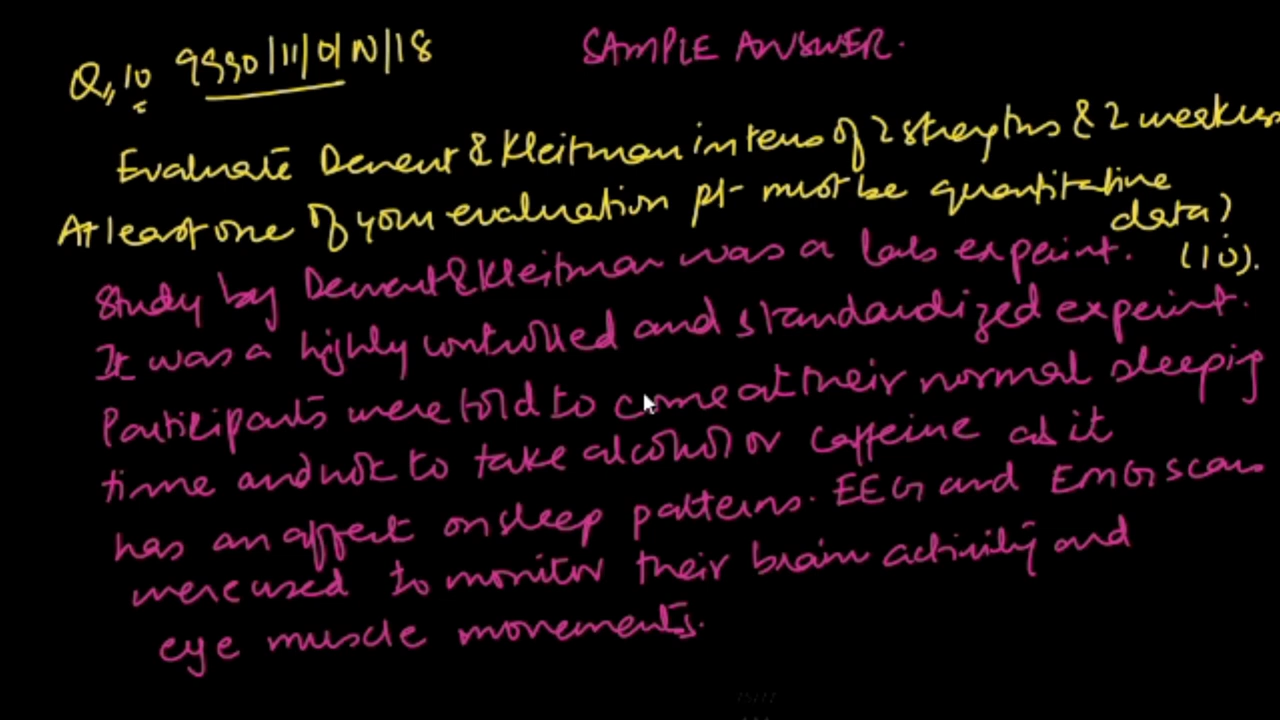 Q,, 10 9990/11/O/N/18 SAMPLE ANSWER.
Evaluate Dement & Kleitman in terms of 2 strengths & 2 weakness
At least one of your evaluation pt must be quantitative
data? (10).
Study by Dement & Kleitman was a lab expeint.
It was a highly controlled and standardized expeint.
Participants were told to come at their normal sleeping
time and not to take alcohol or caffeine as it
has an affect on sleep patterns. EEG and EMG scan
were used to monitor their brain activity and
eye muscle movements.